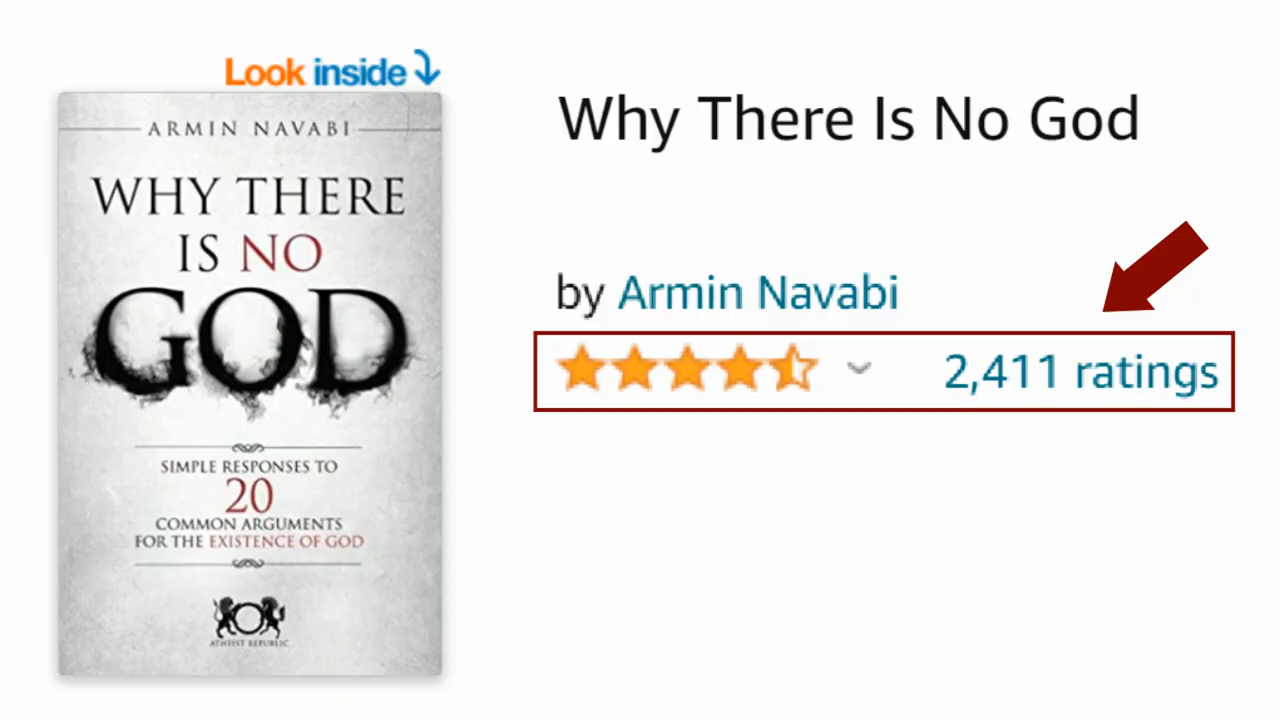 Look inside
ARMIN NAVABI
WHY THERE
IS NO
GOD
SIMPLE RESPONSES TO
20
COMMON ARGUMENTS
FOR THE EXISTENCE OF GOD
ATHEIST REPUBLIC
Why There Is No God
by Armin Navabi
2,411 ratings